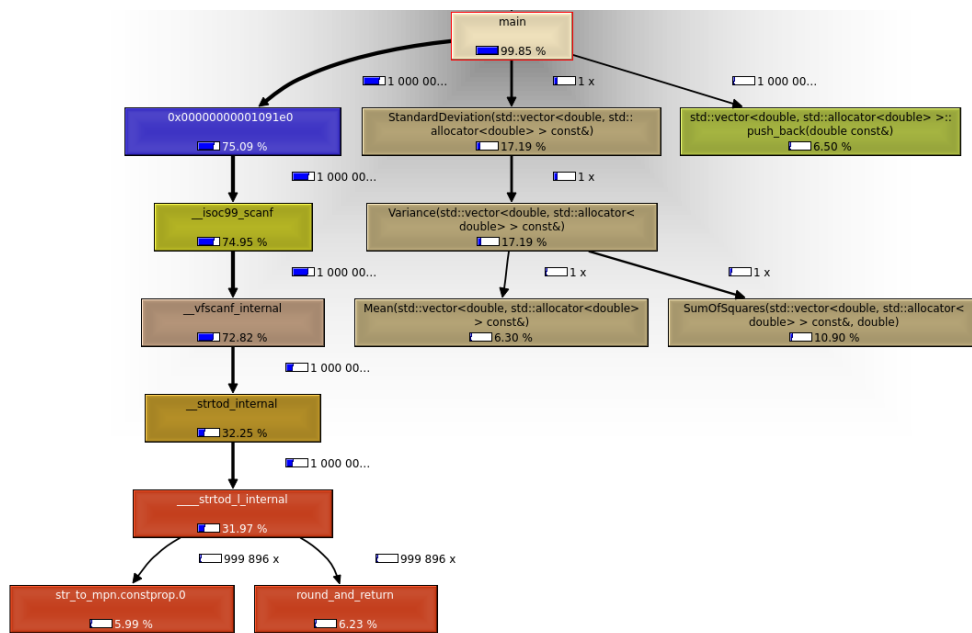 main
99.85 %
1 000 00...
1 x
1 000 00...
0x00000000001091e0
75.09 %
StandardDeviation(std::vector<double, std::
allocator<double> > const&)
17.19 %
std::vector<double, std::allocator<double> >::
push_back(double const&)
6.50 %
1 000 00...
1 x
__isoc99_scanf
74.95 %
Variance(std::vector<double, std::allocator<
double> > const&)
17.19 %
1 000 00...
1 x
1 x
__vfscanf_internal
72.82 %
Mean(std::vector<double, std::allocator<double>
> const&)
6.30 %
SumOfSquares(std::vector<double, std::allocator<
double> > const&, double)
10.90 %
1 000 00...
__strtod_internal
32.25 %
1 000 00...
____strtod_l_internal
31.97 %
999 896 x
999 896 x
str_to_mpn.constprop.0
5.99 %
round_and_return
6.23 %